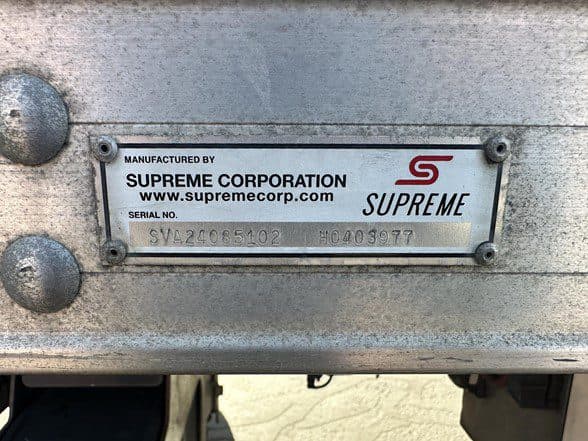 MANUFACTURED BY
SUPREME CORPORATION
www.supremecorp.com
SUPREME
SERIAL NO.
SVA24085102 H0403977